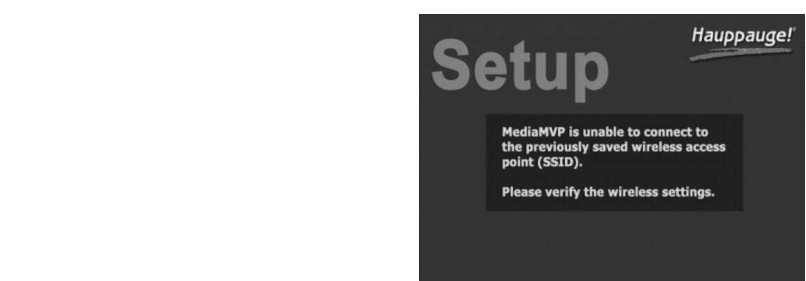 Hauppauge!
Setup
MediaMVP is unable to connect to
the previously saved wireless access
point (SSID).
Please verify the wireless settings.